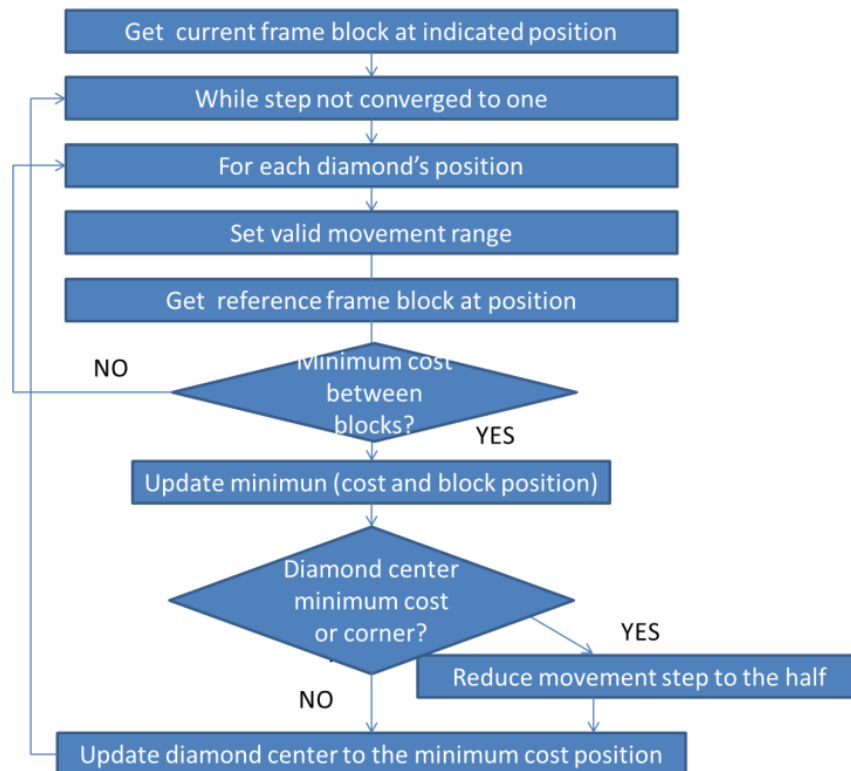 Get current frame block at indicated position
While step not converged to one
For each diamond's position
Set valid movement range
Get reference frame block at position
NO
Minimum cost
between
blocks?
YES
Update minimun (cost and block position)
Diamond center
minimum cost
or corner?
YES
Reduce movement step to the half
NO
Update diamond center to the minimum cost position